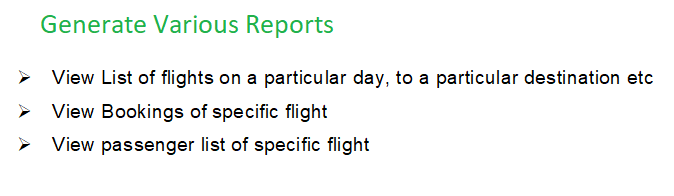 Generate Various Reports
➢ View List of flights on a particular day, to a particular destination etc
➢ View Bookings of specific flight
➢ View passenger list of specific flight